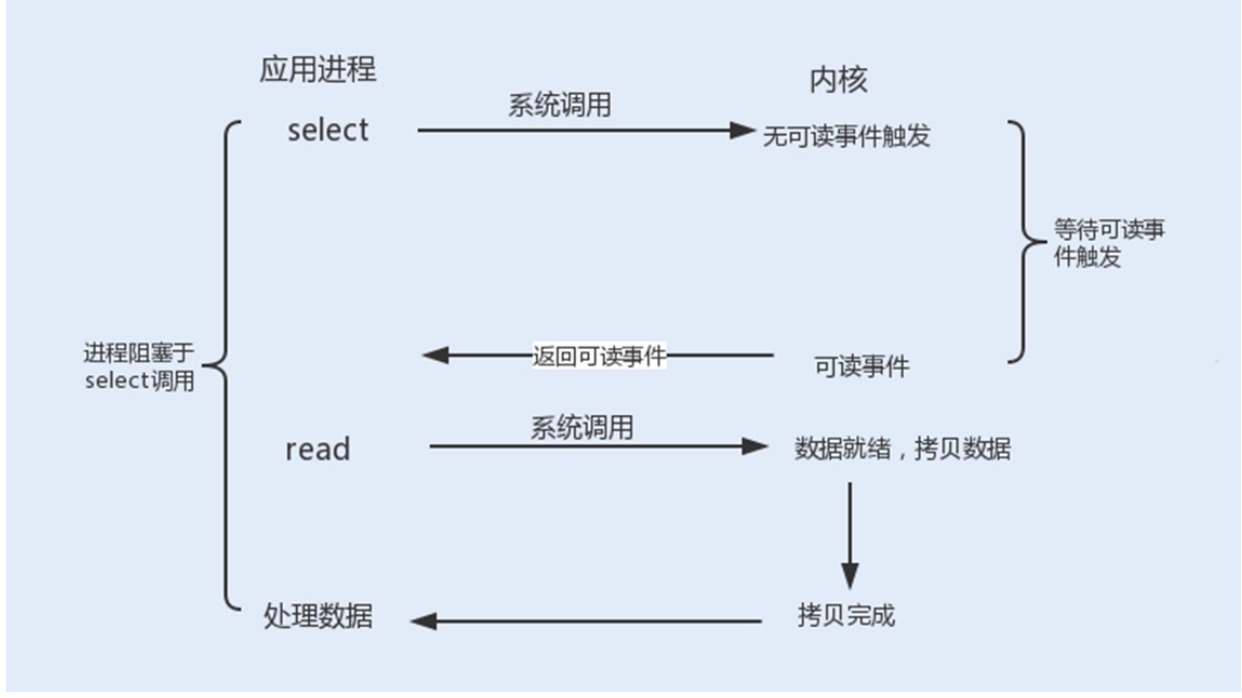 应用进程
内核
系统调用
select
无可读事件触发
等待可读事
件触发
进程阻塞于
select调用
返回可读事件
可读事件
系统调用
read
数据就绪，拷贝数据
处理数据
拷贝完成